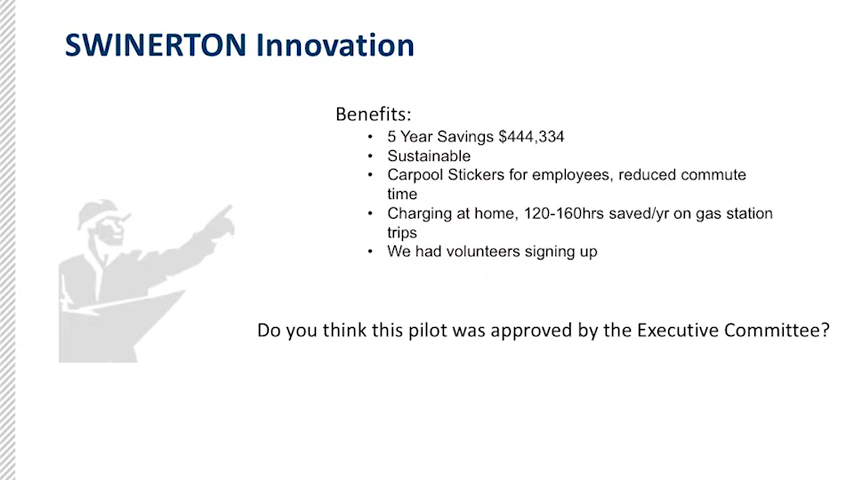 SWINERTON Innovation
Benefits:
• 5 Year Savings $444,334
• Sustainable
• Carpool Stickers for employees, reduced commute
time
• Charging at home, 120-160hrs saved/yr on gas station
trips
• We had volunteers signing up
Do you think this pilot was approved by the Executive Committee?